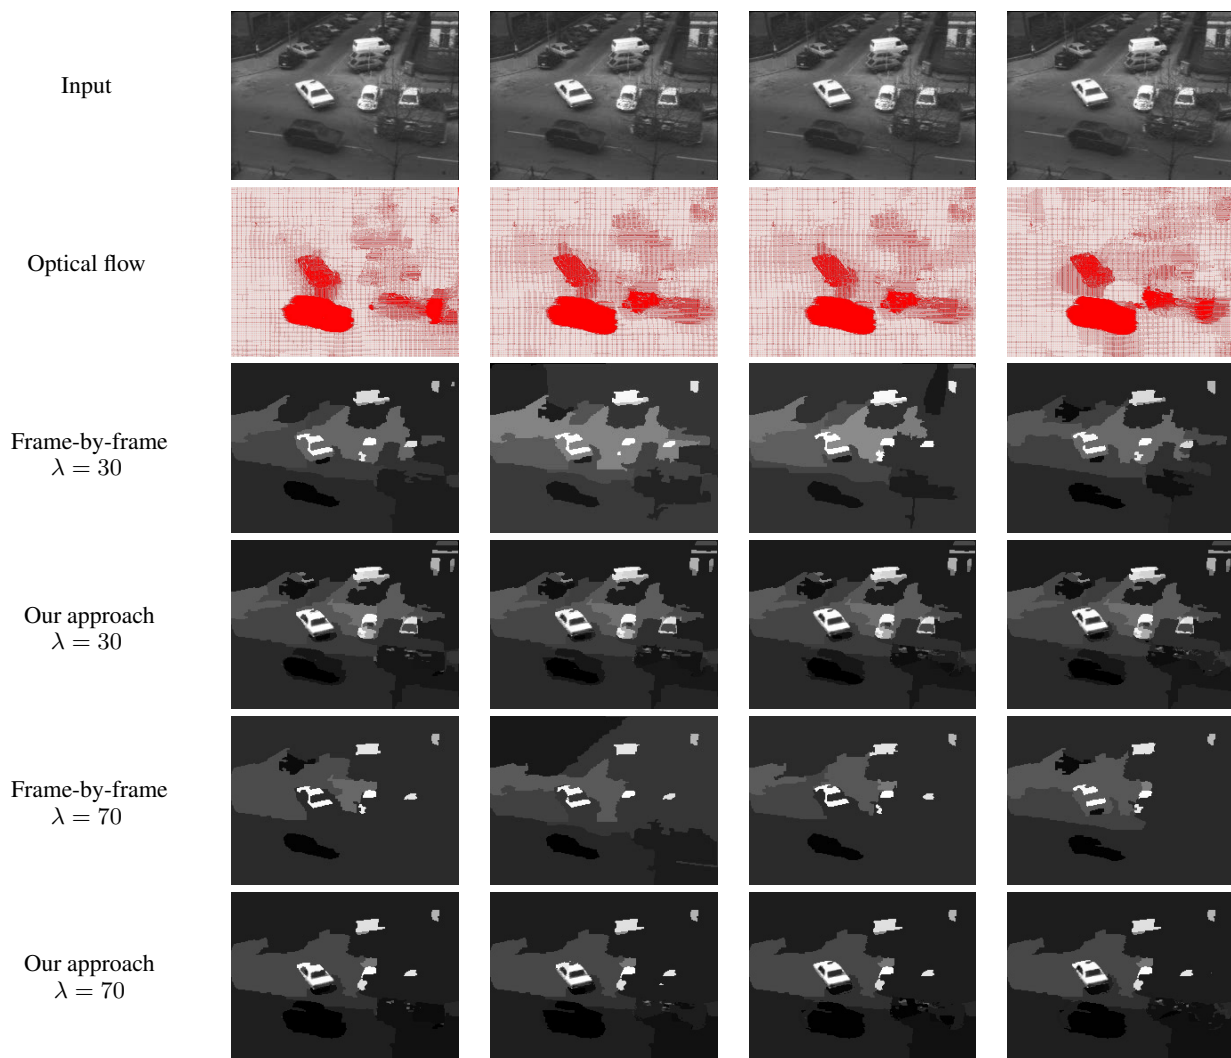 Input
Optical flow
Frame-by-frame
λ = 30
Our approach
λ = 30
Frame-by-frame
λ = 70
Our approach
λ = 70